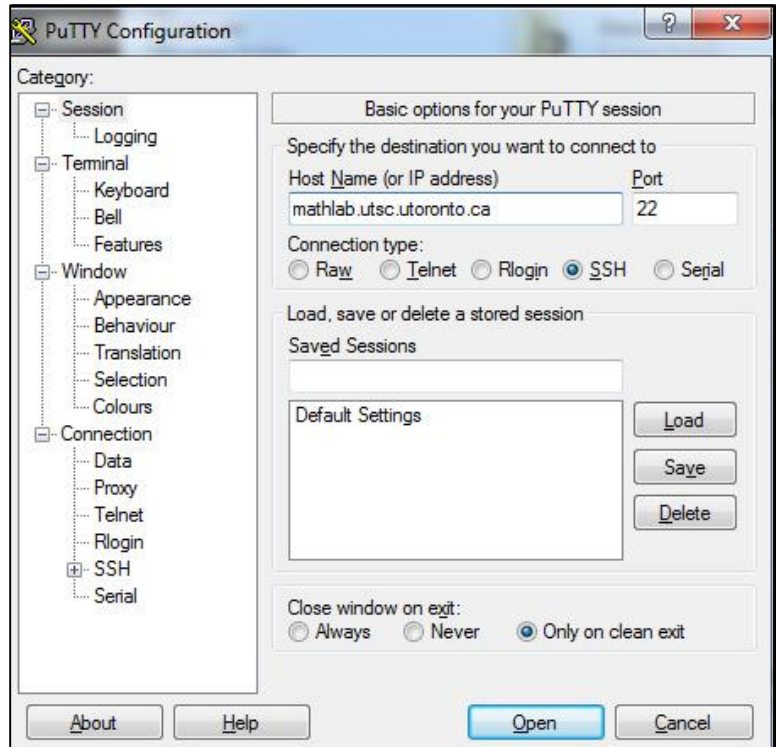 PuTTY Configuration
Category:
Session
Logging
Terminal
Keyboard
Bell
Features
Window
Appearance
Behaviour
Translation
Selection
Colours
Connection
Data
Proxy
Telnet
Rlogin
SSH
Serial
Basic options for your PuTTY session
Specify the destination you want to connect to
Host Name (or IP address) Port
mathlab.utsc.utoronto.ca 22
Connection type:
Raw Telnet Rlogin SSH Serial
Load, save or delete a stored session
Saved Sessions
Default Settings
Load
Save
Delete
Close window on exit:
Always Never Only on clean exit
About Help Open Cancel